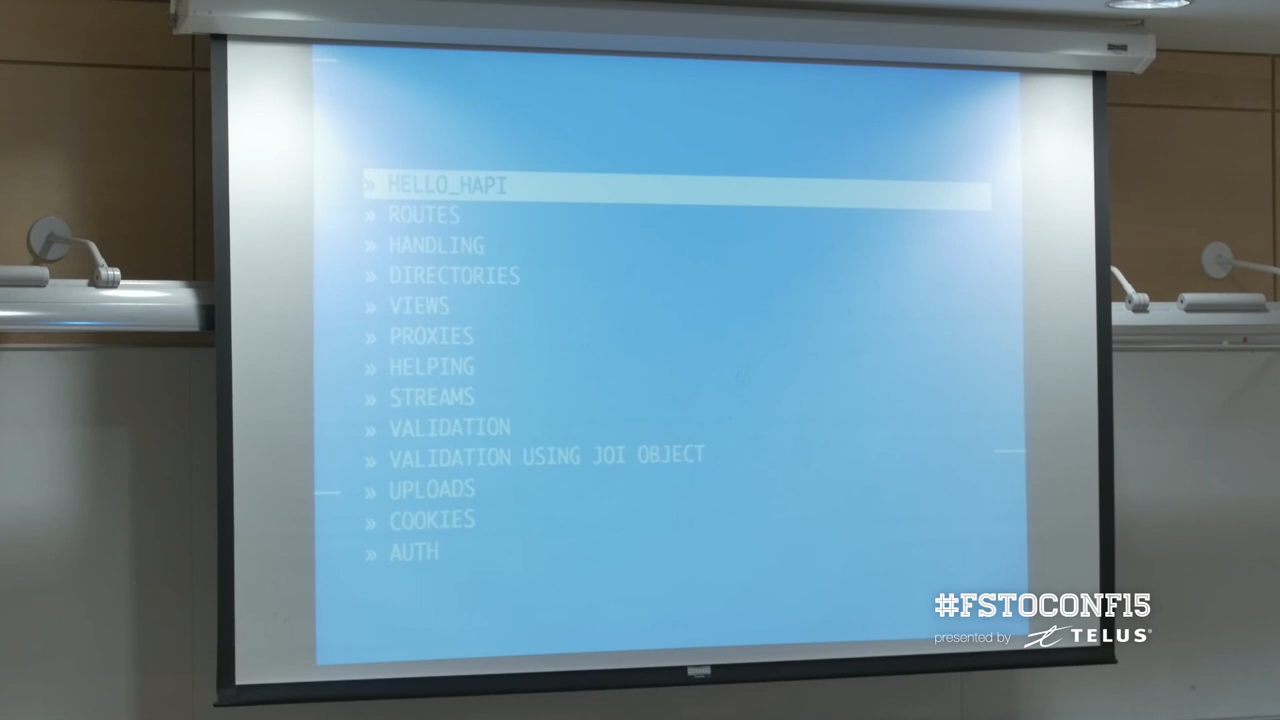 » HELLO_HAPI
» ROUTES
» HANDLING
» DIRECTORIES
» VIEWS
» PROXIES
» HELPING
» STREAMS
» VALIDATION
» VALIDATION USING JOI OBJECT
» UPLOADS
» COOKIES
» AUTH
#FSTOCONF15
presented by TELUS®